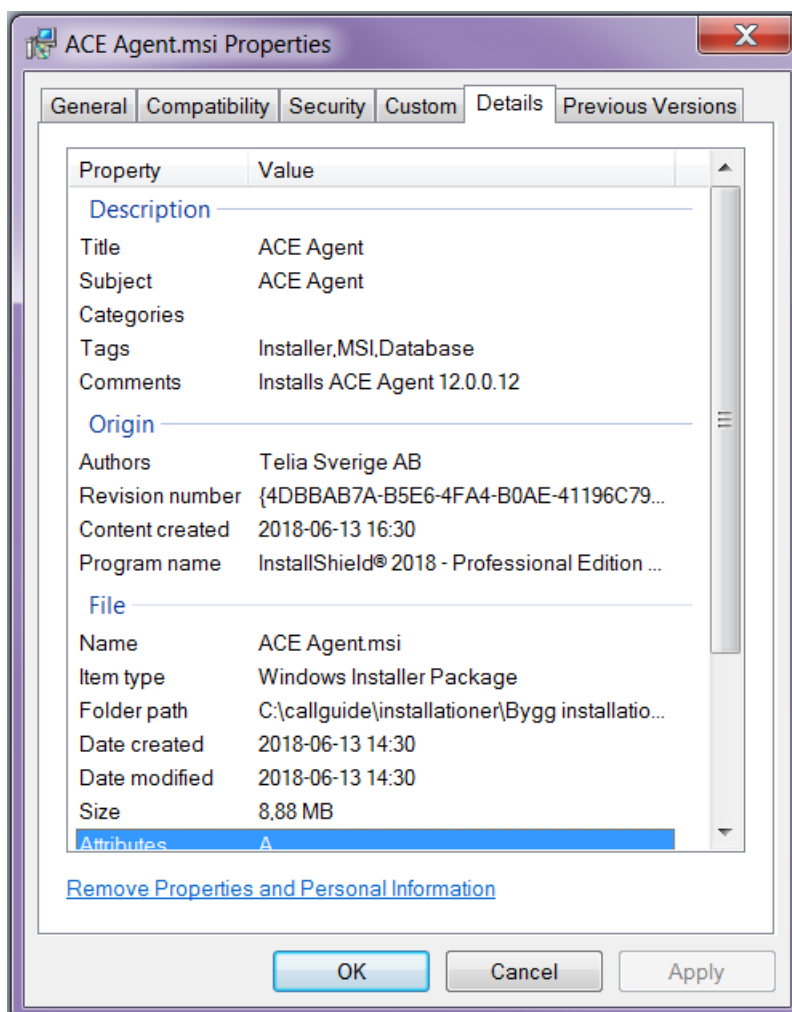 ACE Agent.msi Properties
General Compatibility Security Custom Details Previous Versions
Property Value
Description
Title ACE Agent
Subject ACE Agent
Categories
Tags Installer,MSI,Database
Comments Installs ACE Agent 12.0.0.12
Origin
Authors Telia Sverige AB
Revision number {4DBBAB7A-B5E6-4FA4-B0AE-41196C79...
Content created 2018-06-13 16:30
Program name InstallShield® 2018 - Professional Edition ...
File
Name ACE Agent.msi
Item type Windows Installer Package
Folder path C:\callguide\installationer\Bygg installatio...
Date created 2018-06-13 14:30
Date modified 2018-06-13 14:30
Size 8,88 MB
Attributes A
Remove Properties and Personal Information
OK Cancel Apply